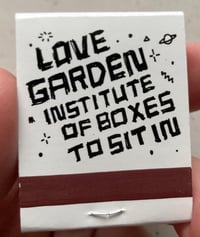 LOVE
GARDEN
INSTITUTE
OF BOXES
TO SIT IN